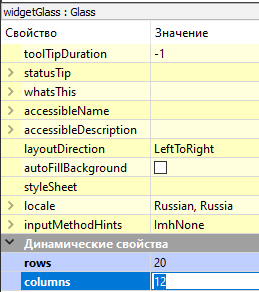 widgetGlass : Glass
Свойство Значение
toolTipDuration -1
statusTip
whatsThis
accessibleName
accessibleDescription
layoutDirection LeftToRight
autoFillBackground
styleSheet
locale Russian, Russia
inputMethodHints ImhNone
Динамические свойства
rows 20
columns 12